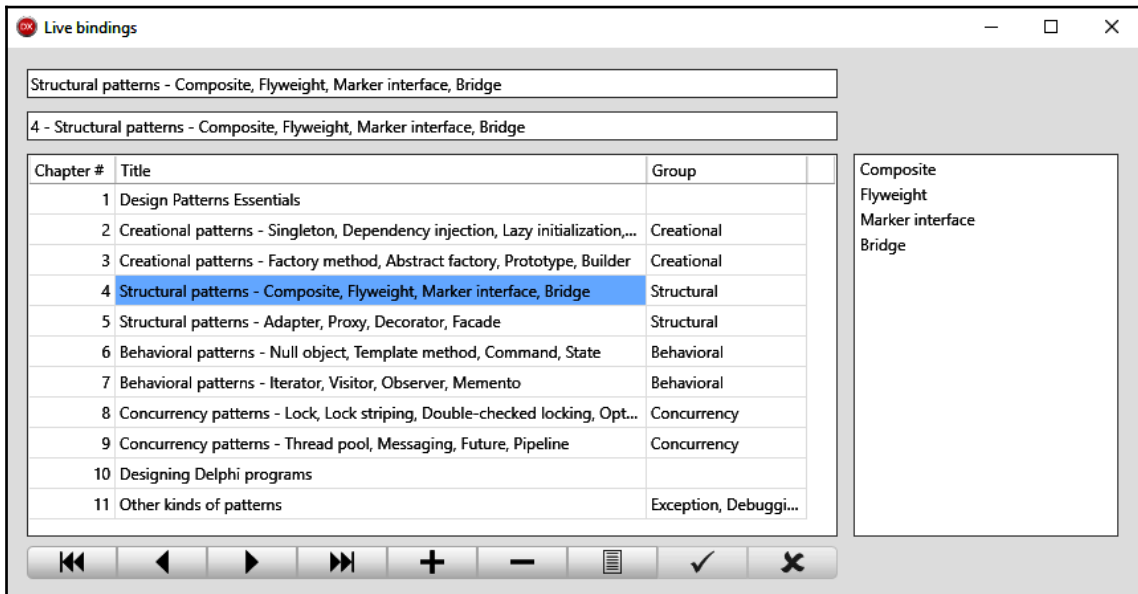 DX Live bindings
Structural patterns - Composite, Flyweight, Marker interface, Bridge
4 - Structural patterns - Composite, Flyweight, Marker interface, Bridge
Chapter # Title Group
1 Design Patterns Essentials
2 Creational patterns - Singleton, Dependency injection, Lazy initialization,... Creational
3 Creational patterns - Factory method, Abstract factory, Prototype, Builder Creational
4 Structural patterns - Composite, Flyweight, Marker interface, Bridge Structural
5 Structural patterns - Adapter, Proxy, Decorator, Facade Structural
6 Behavioral patterns - Null object, Template method, Command, State Behavioral
7 Behavioral patterns - Iterator, Visitor, Observer, Memento Behavioral
8 Concurrency patterns - Lock, Lock striping, Double-checked locking, Opt... Concurrency
9 Concurrency patterns - Thread pool, Messaging, Future, Pipeline Concurrency
10 Designing Delphi programs
11 Other kinds of patterns Exception, Debuggi...
Composite
Flyweight
Marker interface
Bridge